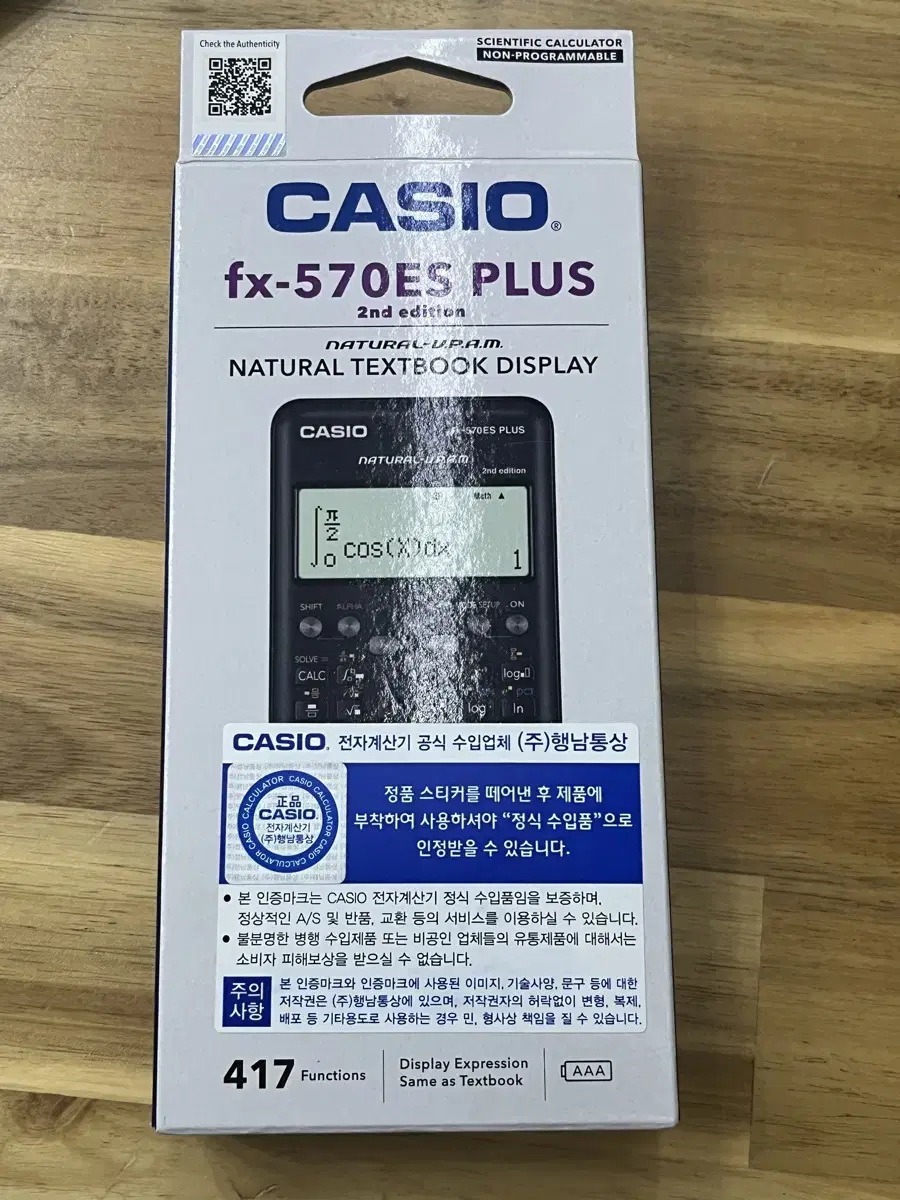 Check the Authenticity
SCIENTIFIC CALCULATOR
NON-PROGRAMMABLE
CASIO®
fx-570ES PLUS
2nd edition
NATURAL-V.P.A.M.
NATURAL TEXTBOOK DISPLAY
CASIO
fx-570ES PLUS
NATURAL-V.P.A.M.
2nd edition
Math ▲
∫0 π/2 cos(X)dx
1
SHIFT
ALPHA
SETUP
ON
SOLVE =
CALC
log
log
ln
CASIO® 전자계산기 공식 수입업체 (주)행남통상
CASIO CALCULATOR CASIO CALCULATOR CASIO CALCULATOR
正品
CASIO
전자계산기
(주)행남통상
정품 스티커를 떼어낸 후 제품에
부착하여 사용하셔야 “정식 수입품”으로
인정받을 수 있습니다.
• 본 인증마크는 CASIO 전자계산기 정식 수입품임을 보증하며,
정상적인 A/S 및 반품, 교환 등의 서비스를 이용하실 수 있습니다.
• 불분명한 병행 수입제품 또는 비공인 업체들의 유통제품에 대해서는
소비자 피해보상을 받으실 수 없습니다.
주의
사항
본 인증마크와 인증마크에 사용된 이미지, 기술사양, 문구 등에 대한
저작권은 (주)행남통상에 있으며, 저작권자의 허락없이 변형, 복제,
배포 등 기타용도로 사용하는 경우 민, 형사상 책임을 질 수 있습니다.
417 Functions
Display Expression
Same as Textbook
AAA